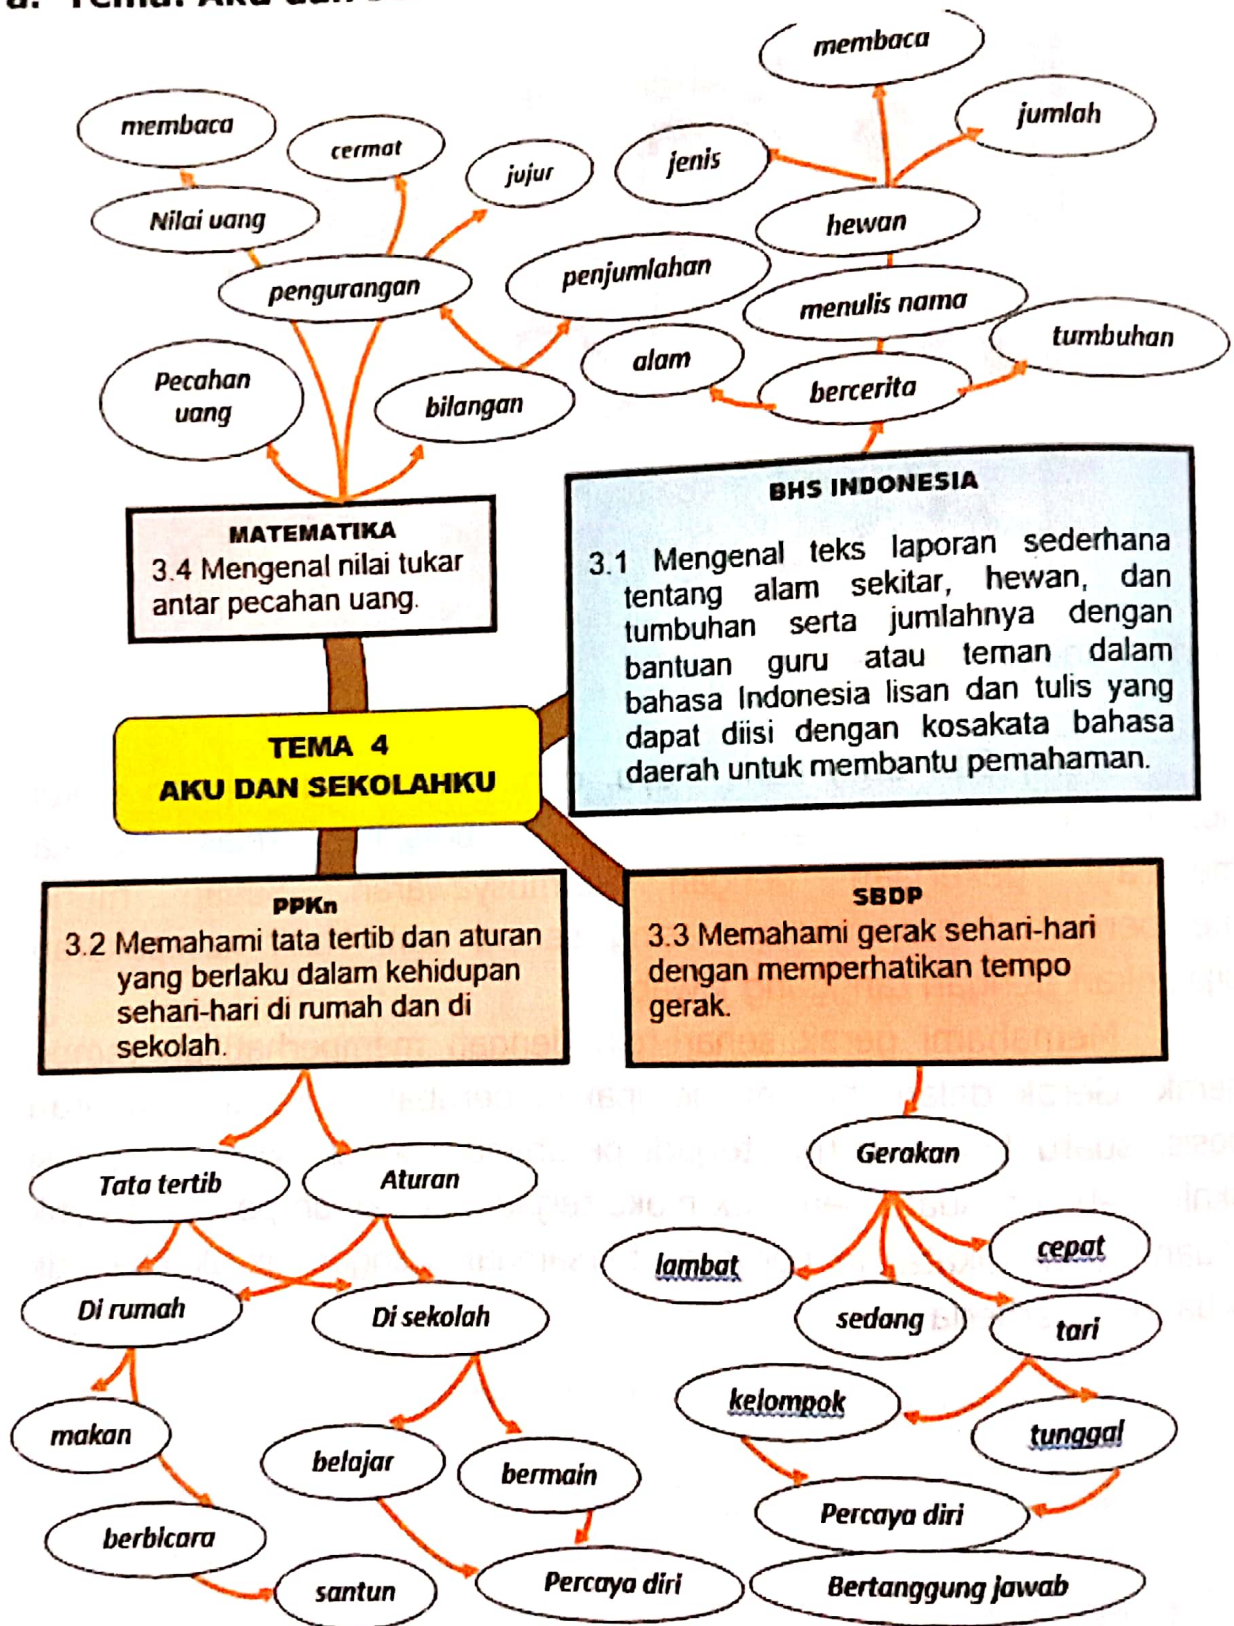 a. Tema: Aku dan
membaca
membaca
jumlah
cermat
jenis
jujur
Nilai uang
hewan
penjumlahan
pengurangan
menulis nama
tumbuhan
alam
Pecahan
uang
bilangan
bercerita
MATEMATIKA
3.4 Mengenal nilai tukar
antar pecahan uang.
BHS INDONESIA
3.1 Mengenal teks laporan sederhana
tentang alam sekitar, hewan, dan
tumbuhan serta jumlahnya dengan
bantuan guru atau teman dalam
bahasa Indonesia lisan dan tulis yang
dapat diisi dengan kosakata bahasa
daerah untuk membantu pemahaman.
TEMA 4
AKU DAN SEKOLAHKU
PPKn
3.2 Memahami tata tertib dan aturan
yang berlaku dalam kehidupan
sehari-hari di rumah dan di
sekolah.
SBDP
3.3 Memahami gerak sehari-hari
dengan memperhatikan tempo
gerak.
Tata tertib
Aturan
Di rumah
Di sekolah
makan
belajar
bermain
berbicara
santun
Percaya diri
Gerakan
lambat
cepat
sedang
tari
kelompok
tunggal
Percaya diri
Bertanggung jawab